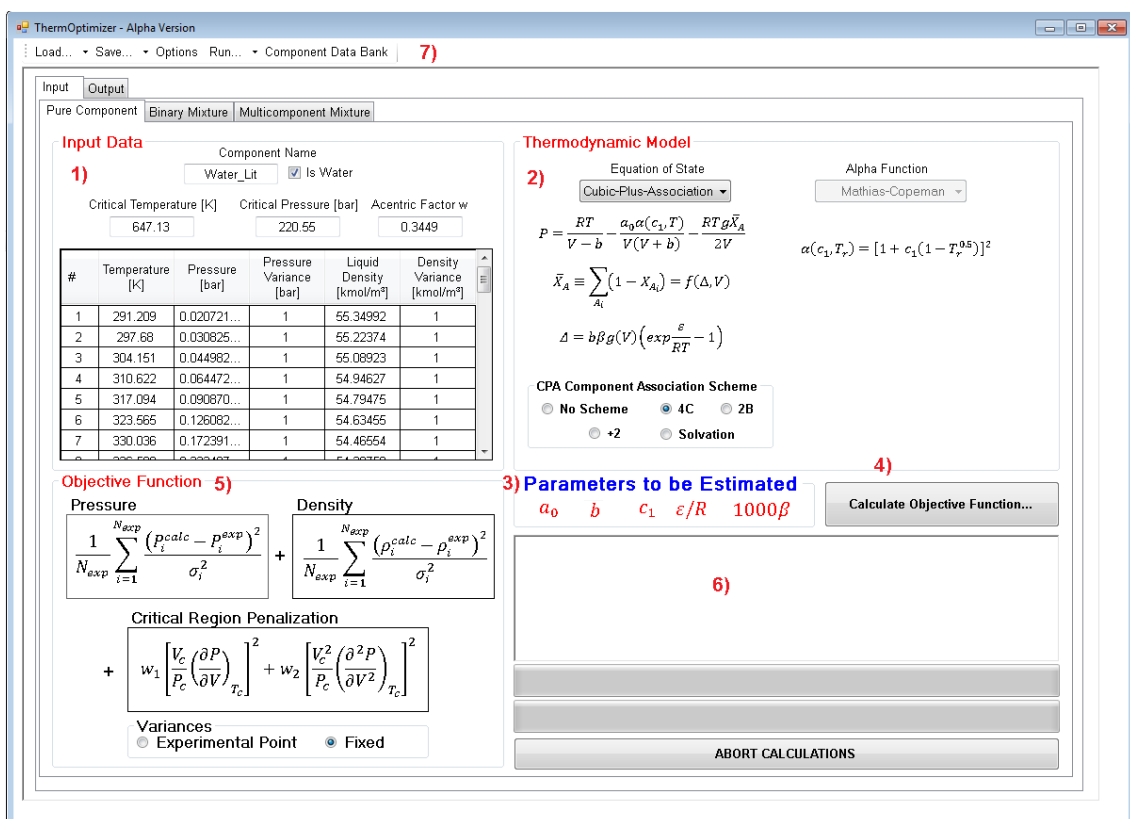 ThermOptimizer - Alpha Version
Load... Save... Options Run... Component Data Bank 7)
Input Output
Pure Component Binary Mixture Multicomponent Mixture
Input Data
1)
Component Name
Water_Lit Is Water
Critical Temperature [K] Critical Pressure [bar] Acentric Factor w
647.13 220.55 0.3449
# Temperature [K] Pressure [bar] Pressure Variance [bar] Liquid Density [kmol/m³] Density Variance [kmol/m³]
1 291.209 0.020721... 1 55.34992 1
2 297.68 0.030825... 1 55.22374 1
3 304.151 0.044982... 1 55.08923 1
4 310.622 0.064472... 1 54.94627 1
5 317.094 0.090870... 1 54.79475 1
6 323.565 0.126082... 1 54.63455 1
7 330.036 0.172391... 1 54.46554 1
Thermodynamic Model
2)
Equation of State Alpha Function
Cubic-Plus-Association Mathias-Copeman
P = RT/(V − b) − a₀α(c₁,T)/(V(V + b)) − RTgX̄_A/(2V)
α(c₁,T_r) = [1 + c₁(1 − T_r^0.5)]²
X̄_A ≡ ∑_{A_i} (1 − X_{A_i}) = f(Δ,V)
Δ = bβg(V)(exp ε/RT − 1)
CPA Component Association Scheme
No Scheme 4C 2B
+2 Solvation
Objective Function 5)
Pressure Density
1/N_exp ∑_{i=1}^{N_exp} (P_i^calc − P_i^exp)²/σ_i² + 1/N_exp ∑_{i=1}^{N_exp} (ρ_i^calc − ρ_i^exp)²/σ_i²
Critical Region Penalization
+ w₁[V_c/P_c (∂P/∂V)_{T_c}]² + w₂[V_c²/P_c (∂²P/∂V²)_{T_c}]²
Variances
Experimental Point Fixed
3) Parameters to be Estimated
a₀ b c₁ ε/R 1000β
4)
Calculate Objective Function...
6)
ABORT CALCULATIONS